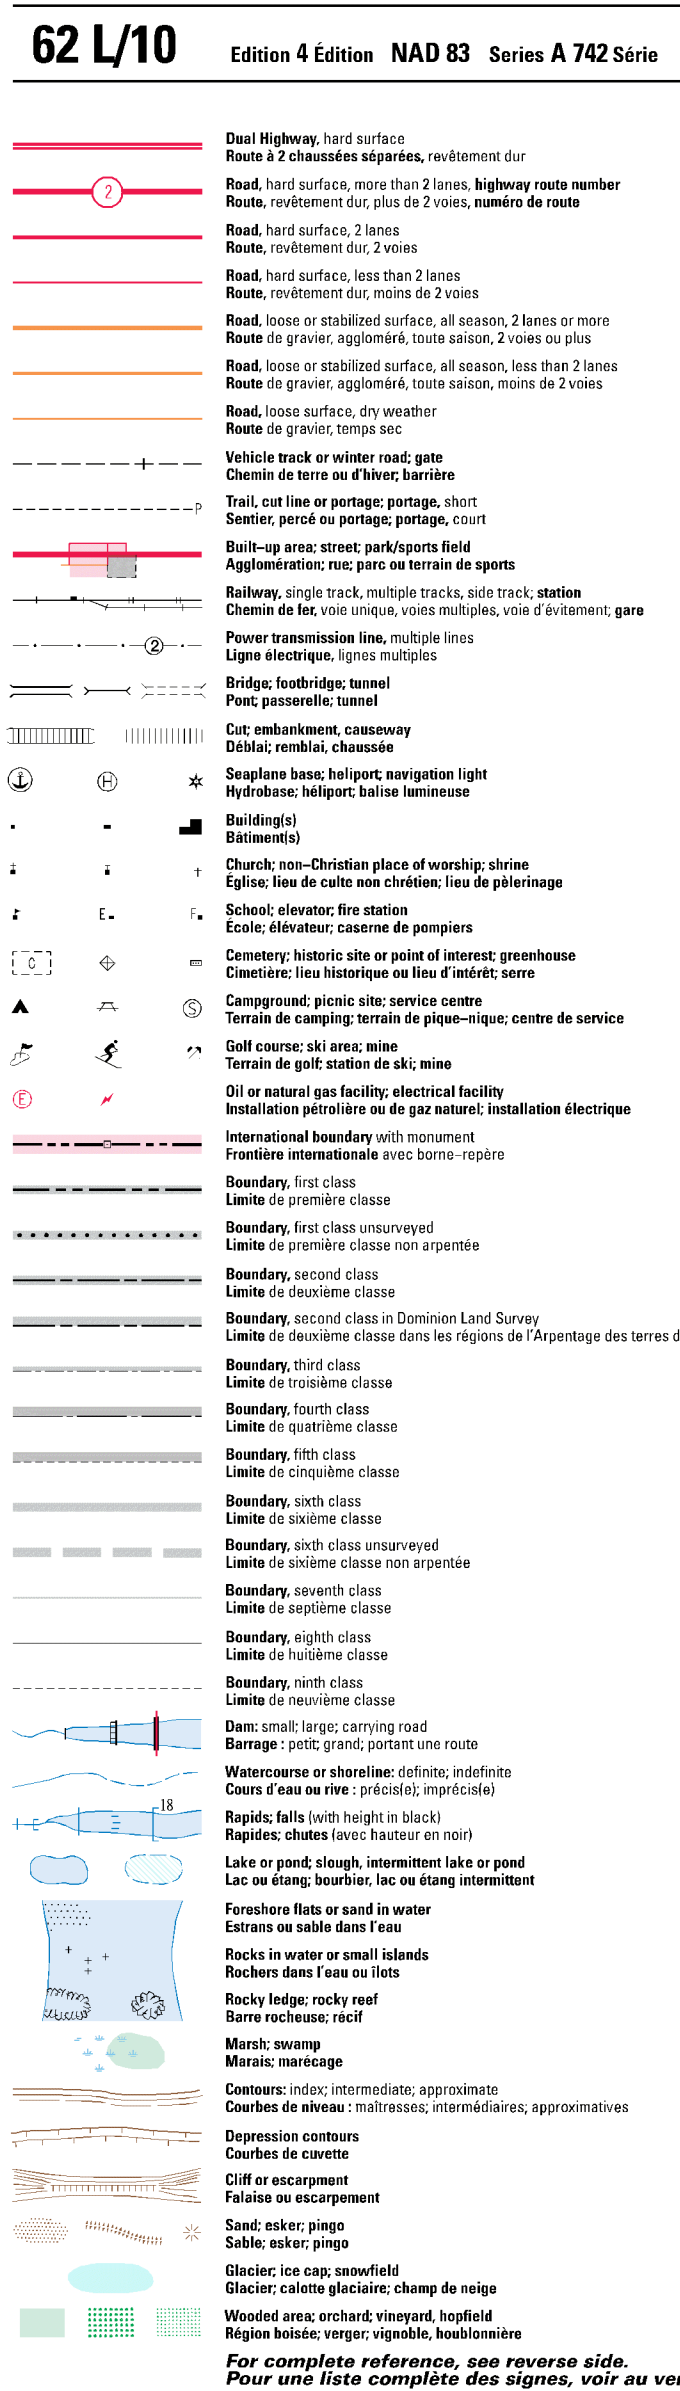 62 L/10 Edition 4 Édition NAD 83 Series A 742 Série
Dual Highway, hard surface
Route à 2 chaussées séparées, revêtement dur
2
Road, hard surface, more than 2 lanes, highway route number
Route, revêtement dur, plus de 2 voies, numéro de route
Road, hard surface, 2 lanes
Route, revêtement dur, 2 voies
Road, hard surface, less than 2 lanes
Route, revêtement dur, moins de 2 voies
Road, loose or stabilized surface, all season, 2 lanes or more
Route de gravier, aggloméré, toute saison, 2 voies ou plus
Road, loose or stabilized surface, all season, less than 2 lanes
Route de gravier, aggloméré, toute saison, moins de 2 voies
Road, loose surface, dry weather
Route de gravier, temps sec
Vehicle track or winter road; gate
Chemin de terre ou d'hiver; barrière
P
Trail, cut line or portage; portage, short
Sentier, percé ou portage; portage, court
Built–up area; street; park/sports field
Agglomération; rue; parc ou terrain de sports
Railway, single track, multiple tracks, side track; station
Chemin de fer, voie unique, voies multiples, voie d'évitement; gare
2
Power transmission line, multiple lines
Ligne électrique, lignes multiples
Bridge; footbridge; tunnel
Pont; passerelle; tunnel
Cut; embankment, causeway
Déblai; remblai, chaussée
H
Seaplane base; heliport; navigation light
Hydrobase; héliport; balise lumineuse
Building(s)
Bâtiment(s)
Church; non–Christian place of worship; shrine
Église; lieu de culte non chrétien; lieu de pèlerinage
E F
School; elevator; fire station
École; élévateur; caserne de pompiers
C
Cemetery; historic site or point of interest; greenhouse
Cimetière; lieu historique ou lieu d'intérêt; serre
S
Campground; picnic site; service centre
Terrain de camping; terrain de pique–nique; centre de service
Golf course; ski area; mine
Terrain de golf; station de ski; mine
E
Oil or natural gas facility; electrical facility
Installation pétrolière ou de gaz naturel; installation électrique
International boundary with monument
Frontière internationale avec borne–repère
Boundary, first class
Limite de première classe
Boundary, first class unsurveyed
Limite de première classe non arpentée
Boundary, second class
Limite de deuxième classe
Boundary, second class in Dominion Land Survey
Limite de deuxième classe dans les régions de l'Arpentage des terres d
Boundary, third class
Limite de troisième classe
Boundary, fourth class
Limite de quatrième classe
Boundary, fifth class
Limite de cinquième classe
Boundary, sixth class
Limite de sixième classe
Boundary, sixth class unsurveyed
Limite de sixième classe non arpentée
Boundary, seventh class
Limite de septième classe
Boundary, eighth class
Limite de huitième classe
Boundary, ninth class
Limite de neuvième classe
Dam: small; large; carrying road
Barrage : petit; grand; portant une route
Watercourse or shoreline: definite; indefinite
Cours d'eau ou rive : précis(e); imprécis(e)
18
Rapids; falls (with height in black)
Rapides; chutes (avec hauteur en noir)
Lake or pond; slough, intermittent lake or pond
Lac ou étang; bourbier, lac ou étang intermittent
Foreshore flats or sand in water
Estrans ou sable dans l'eau
Rocks in water or small islands
Rochers dans l'eau ou îlots
Rocky ledge; rocky reef
Barre rocheuse; récif
Marsh; swamp
Marais; marécage
Contours: index; intermediate; approximate
Courbes de niveau : maîtresses; intermédiaires; approximatives
Depression contours
Courbes de cuvette
Cliff or escarpment
Falaise ou escarpement
Sand; esker; pingo
Sable; esker; pingo
Glacier; ice cap; snowfield
Glacier; calotte glaciaire; champ de neige
Wooded area; orchard; vineyard, hopfield
Région boisée; verger; vignoble, houblonnière
For complete reference, see reverse side.
Pour une liste complète des signes, voir au ver